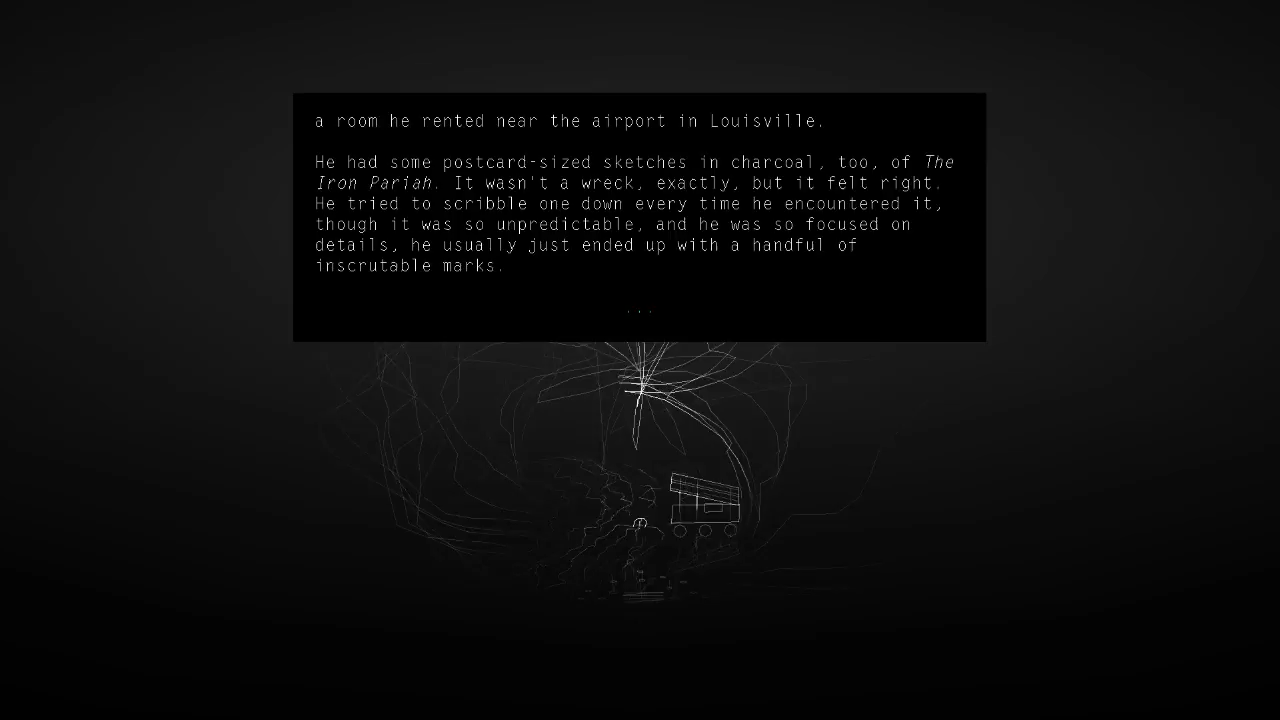 a room he rented near the airport in Louisville.
He had some postcard-sized sketches in charcoal, too, of The
Iron Pariah. It wasn't a wreck, exactly, but it felt right.
He tried to scribble one down every time he encountered it,
though it was so unpredictable, and he was so focused on
details, he usually just ended up with a handful of
inscrutable marks.
...